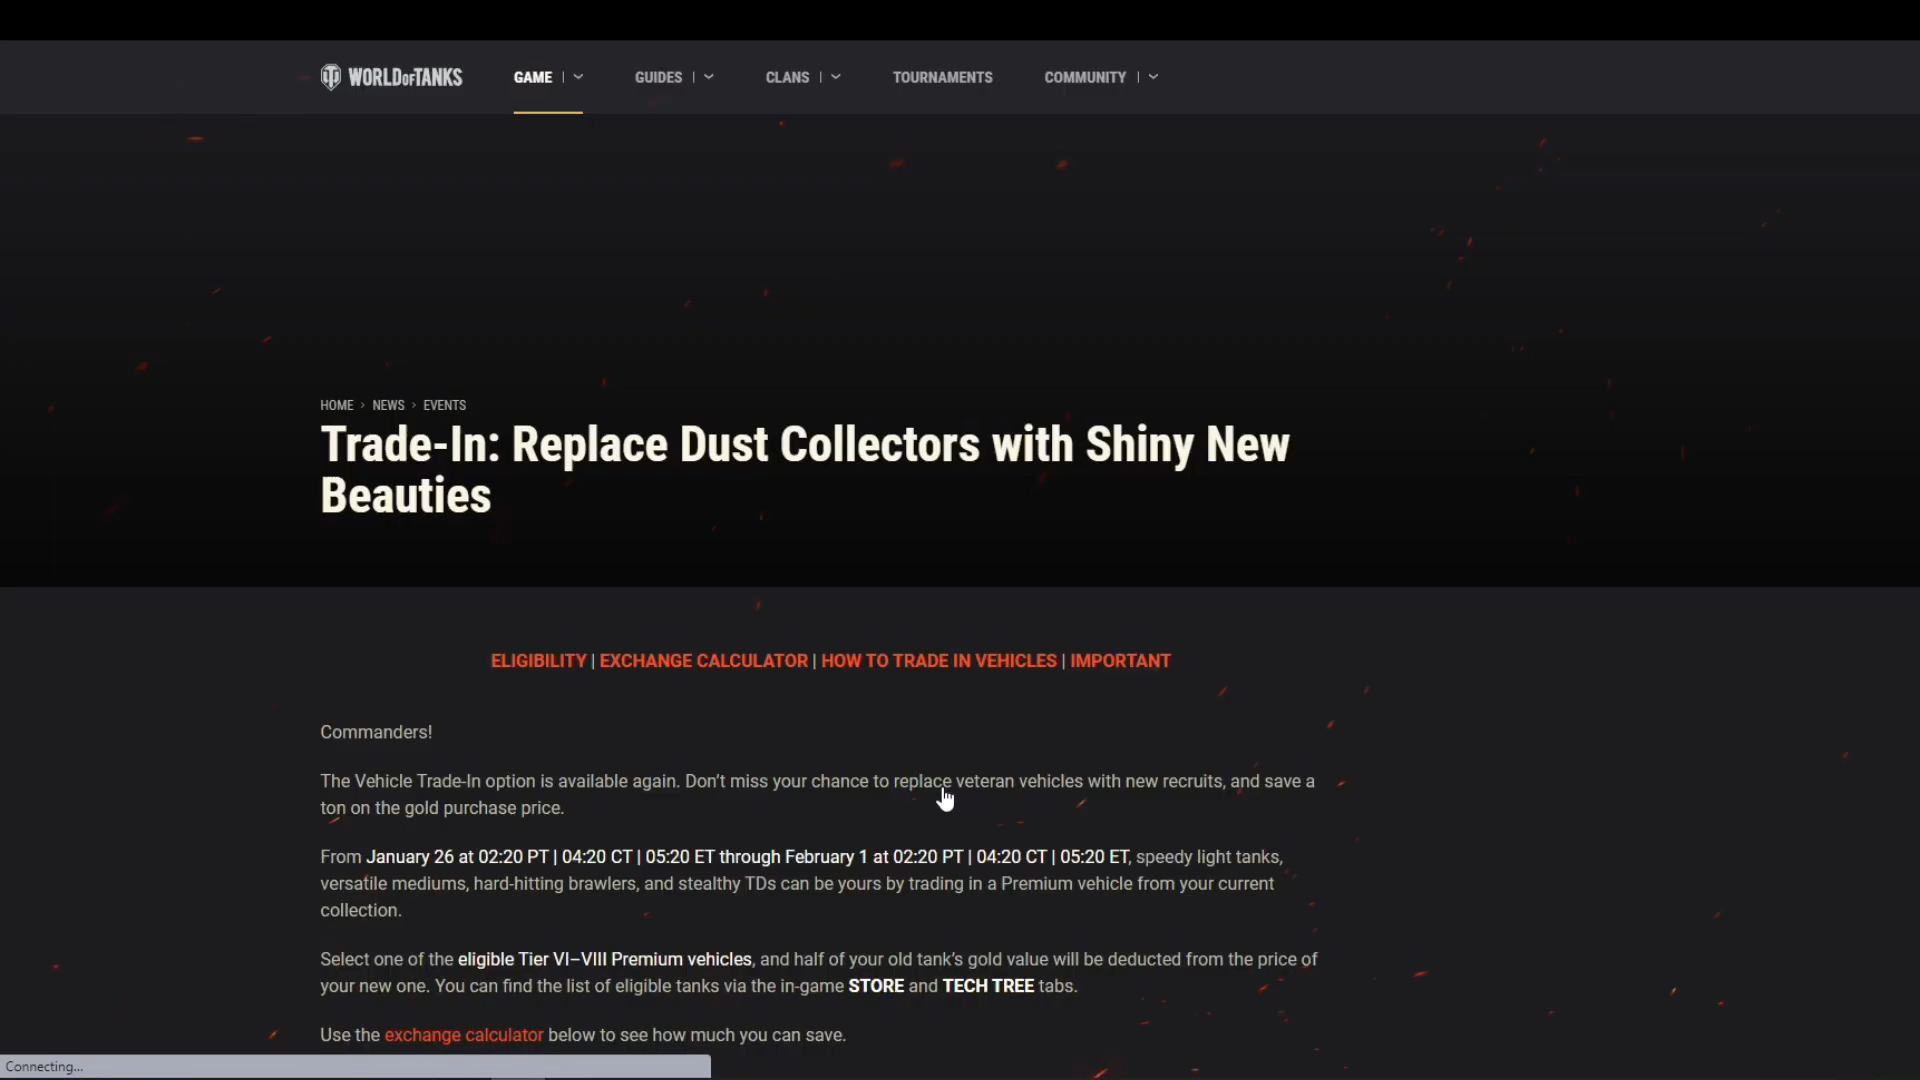 WORLD OF TANKS GAME GUIDES CLANS TOURNAMENTS COMMUNITY
HOME › NEWS › EVENTS
Trade-In: Replace Dust Collectors with Shiny New
Beauties
ELIGIBILITY | EXCHANGE CALCULATOR | HOW TO TRADE IN VEHICLES | IMPORTANT
Commanders!
The Vehicle Trade-In option is available again. Don’t miss your chance to replace veteran vehicles with new recruits, and save a
ton on the gold purchase price.
From January 26 at 02:20 PT | 04:20 CT | 05:20 ET through February 1 at 02:20 PT | 04:20 CT | 05:20 ET, speedy light tanks,
versatile mediums, hard-hitting brawlers, and stealthy TDs can be yours by trading in a Premium vehicle from your current
collection.
Select one of the eligible Tier VI–VIII Premium vehicles, and half of your old tank’s gold value will be deducted from the price of
your new one. You can find the list of eligible tanks via the in-game STORE and TECH TREE tabs.
Use the exchange calculator below to see how much you can save.
Connecting...